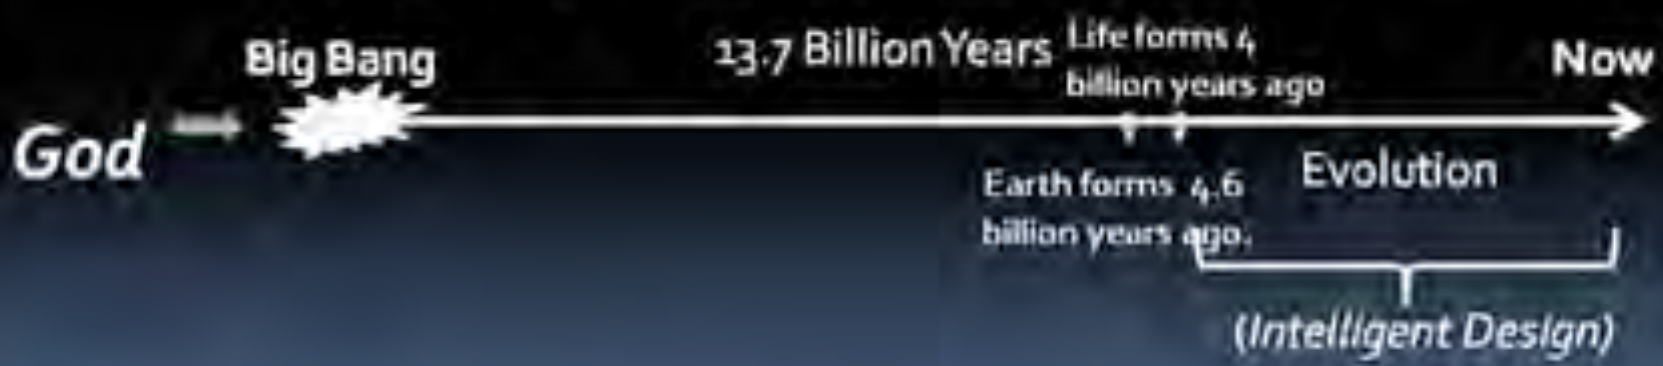 Big Bang
13.7 Billion Years
Life forms 4
billion years ago
Now
God
Earth forms 4.6
billion years ago.
Evolution
(Intelligent Design)